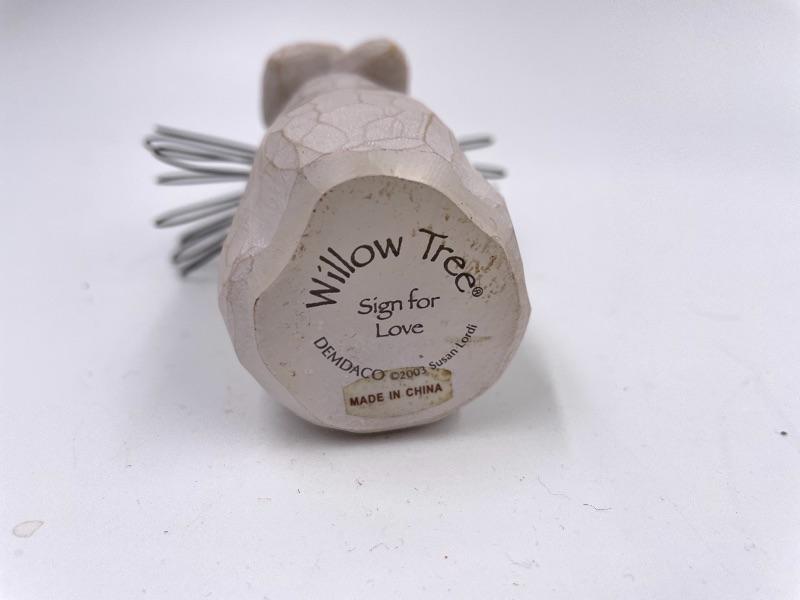 Willow Tree®
Sign for
Love
DEMDACO ©2003 Susan Lordi
MADE IN CHINA